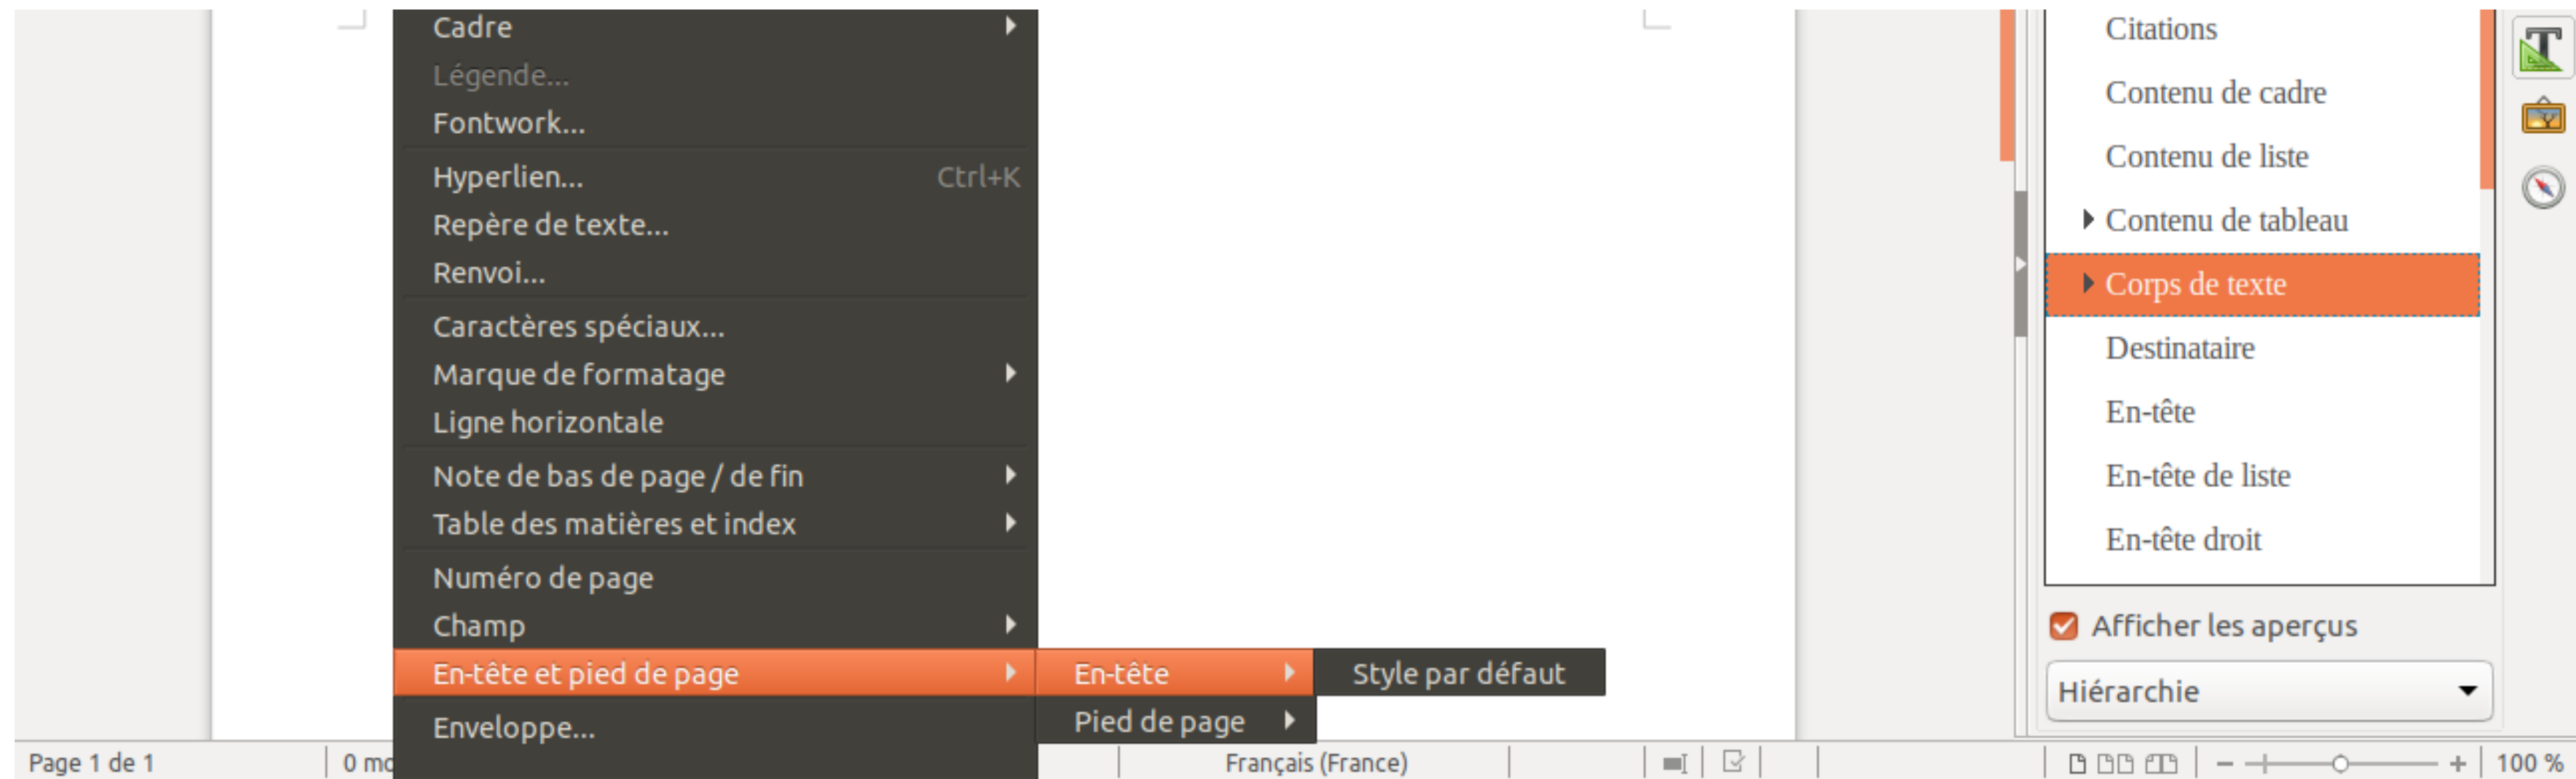 Cadre
Légende...
Fontwork...
Hyperlien... Ctrl+K
Repère de texte...
Renvoi...
Caractères spéciaux...
Marque de formatage
Ligne horizontale
Note de bas de page / de fin
Table des matières et index
Numéro de page
Champ
En-tête et pied de page
Enveloppe...
En-tête
Pied de page
Style par défaut
Citations
Contenu de cadre
Contenu de liste
Contenu de tableau
Corps de texte
Destinataire
En-tête
En-tête de liste
En-tête droit
Afficher les aperçus
Hiérarchie
Page 1 de 1
0 mo
Français (France)
100 %